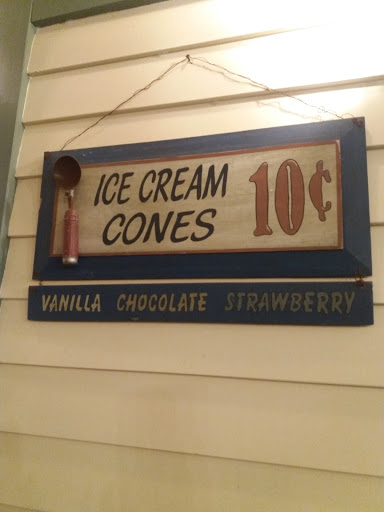 ICE CREAM
CONES
10¢
VANILLA CHOCOLATE STRAWBERRY